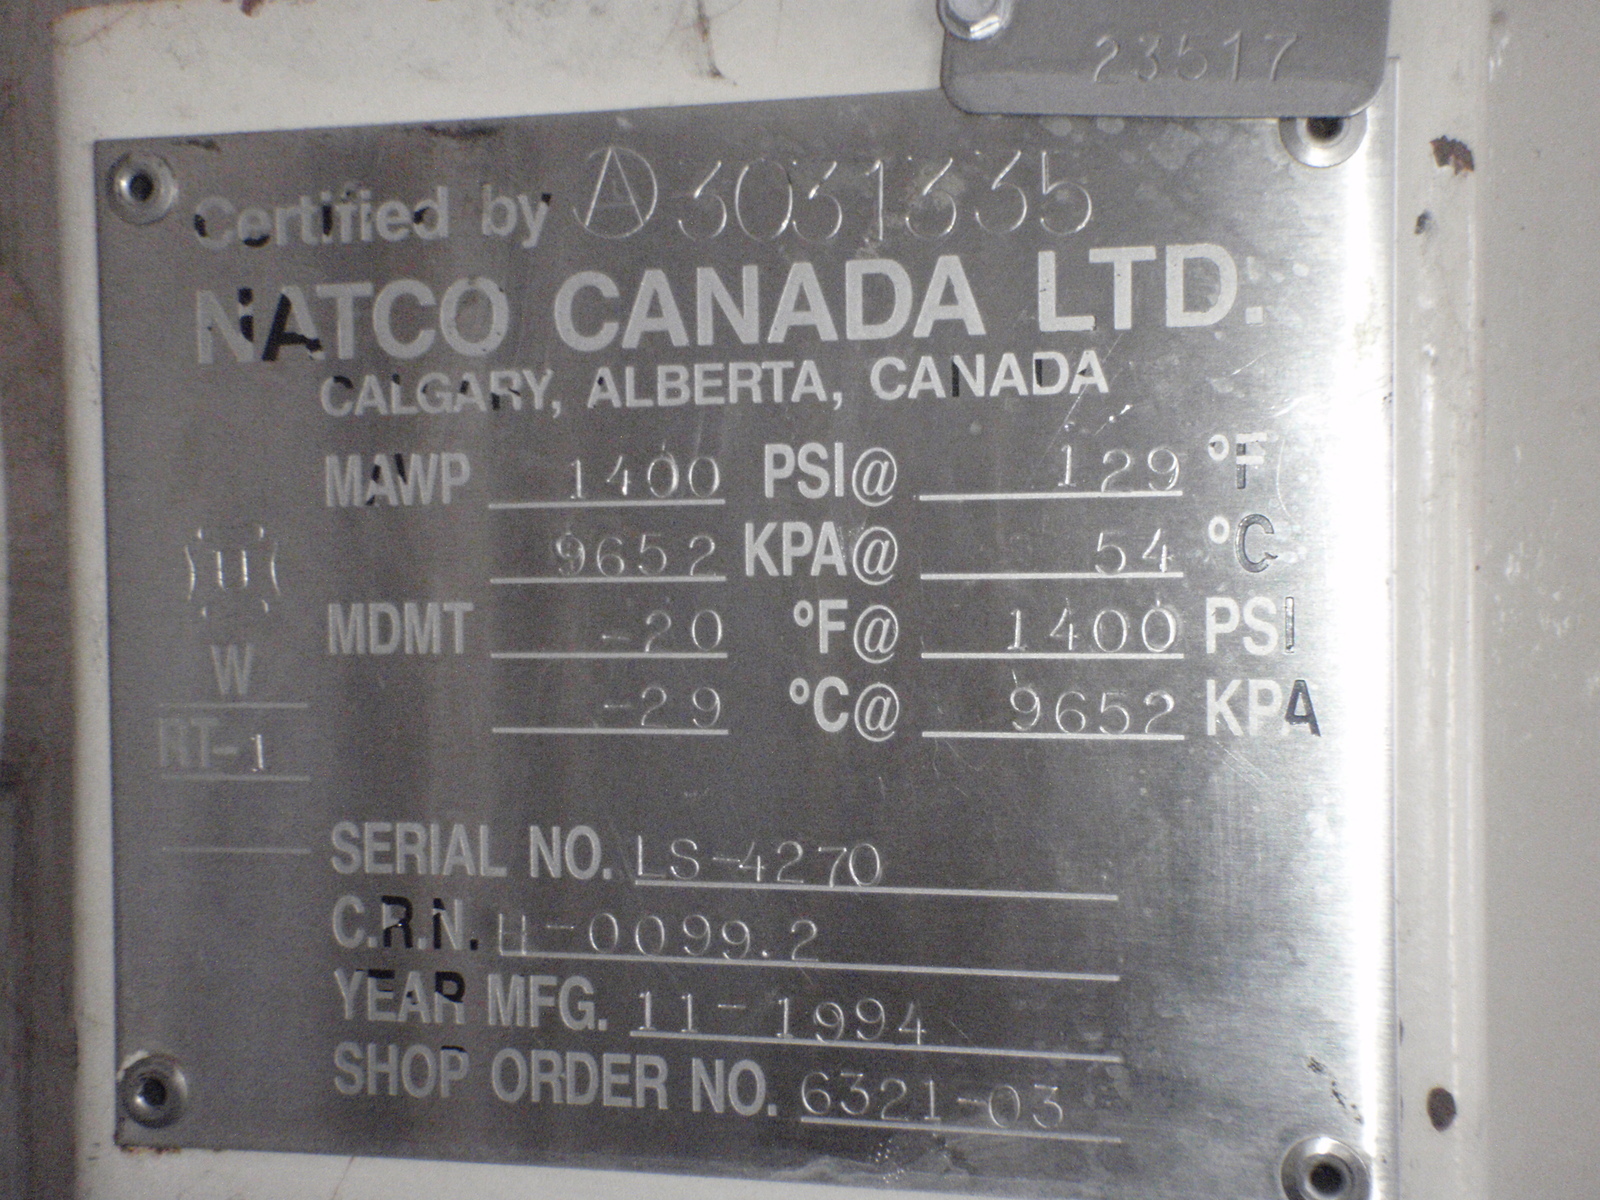 23517
Certified by Ⓐ 3031335
NATCO CANADA LTD.
CALGARY, ALBERTA, CANADA
MAWP 1400 PSI@ 129 °F
9652 KPA@ 54 °C
U
MDMT -20 °F@ 1400 PSI
W
-29 °C@ 9652 KPA
RT-1
SERIAL NO. LS-4270
C.R.N. H-0099.2
YEAR MFG. 11-1994
SHOP ORDER NO. 6321-03